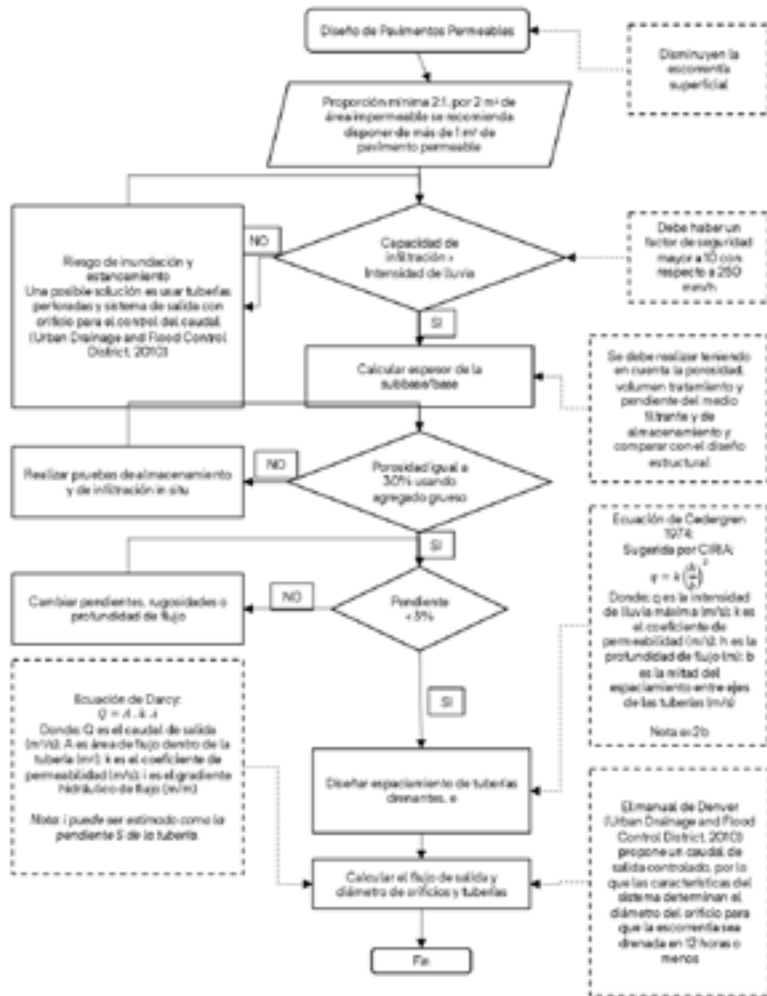 Diseño de Pavimentos Permeables
Disminuyen la
escorrentía
superficial
Proporción mínima 2:1, por 2 m² de
área impermeable se recomienda
disponer de más de 1 m² de
pavimento permeable
NO
Capacidad de
infiltración >
Intensidad de lluvia
Debe haber un
factor de seguridad
mayor a 10 con
respecto a 250
mm/h
Riesgo de inundación y
estancamiento
Una posible solución es usar tuberías
perforadas y sistema de salida con
orificio para el control del caudal
(Urban Drainage and Flood Control
District, 2010)
SI
Calcular espesor de la
subbase/base
Se debe realizar teniendo
en cuenta la porosidad,
volumen tratamiento y
pendiente del medio
filtrante y de
almacenamiento y
comparar con el diseño
estructural
Realizar pruebas de almacenamiento
y de infiltración in situ
NO
Porosidad igual a
30% usando
agregado grueso
SI
Cambiar pendientes, rugosidades o
profundidad de flujo
NO
Pendiente
<5%
SI
Ecuación de Cedergren
1974:
Sugerida por CIRIA:
q = k (h/b)²
Donde: q es la intensidad
de lluvia máxima (m/s); k es
el coeficiente de
permeabilidad (m/s); h es la
profundidad de flujo (m); b
es la mitad del
espaciamiento entre ejes
de las tuberías (m/s)
Nota e: 2b
Ecuación de Darcy:
Q = A . k . i
Donde: Q es el caudal de salida
(m³/s); A es área de flujo dentro de la
tubería (m²); k es el coeficiente de
permeabilidad (m/s); i es el gradiente
hidráulico de flujo (m/m)
Nota: i puede ser estimado como la
pendiente S de la tubería.
Diseñar espaciamiento de tuberías
drenantes, e
Calcular el flujo de salida y
diámetro de orificios y tuberías
El manual de Denver
(Urban Drainage and Flood
Control District, 2010)
propone un caudal de
salida controlado, por lo
que las características del
sistema determinan el
diámetro del orificio para
que la escorrentía sea
drenada en 12 horas o
menos
Fin